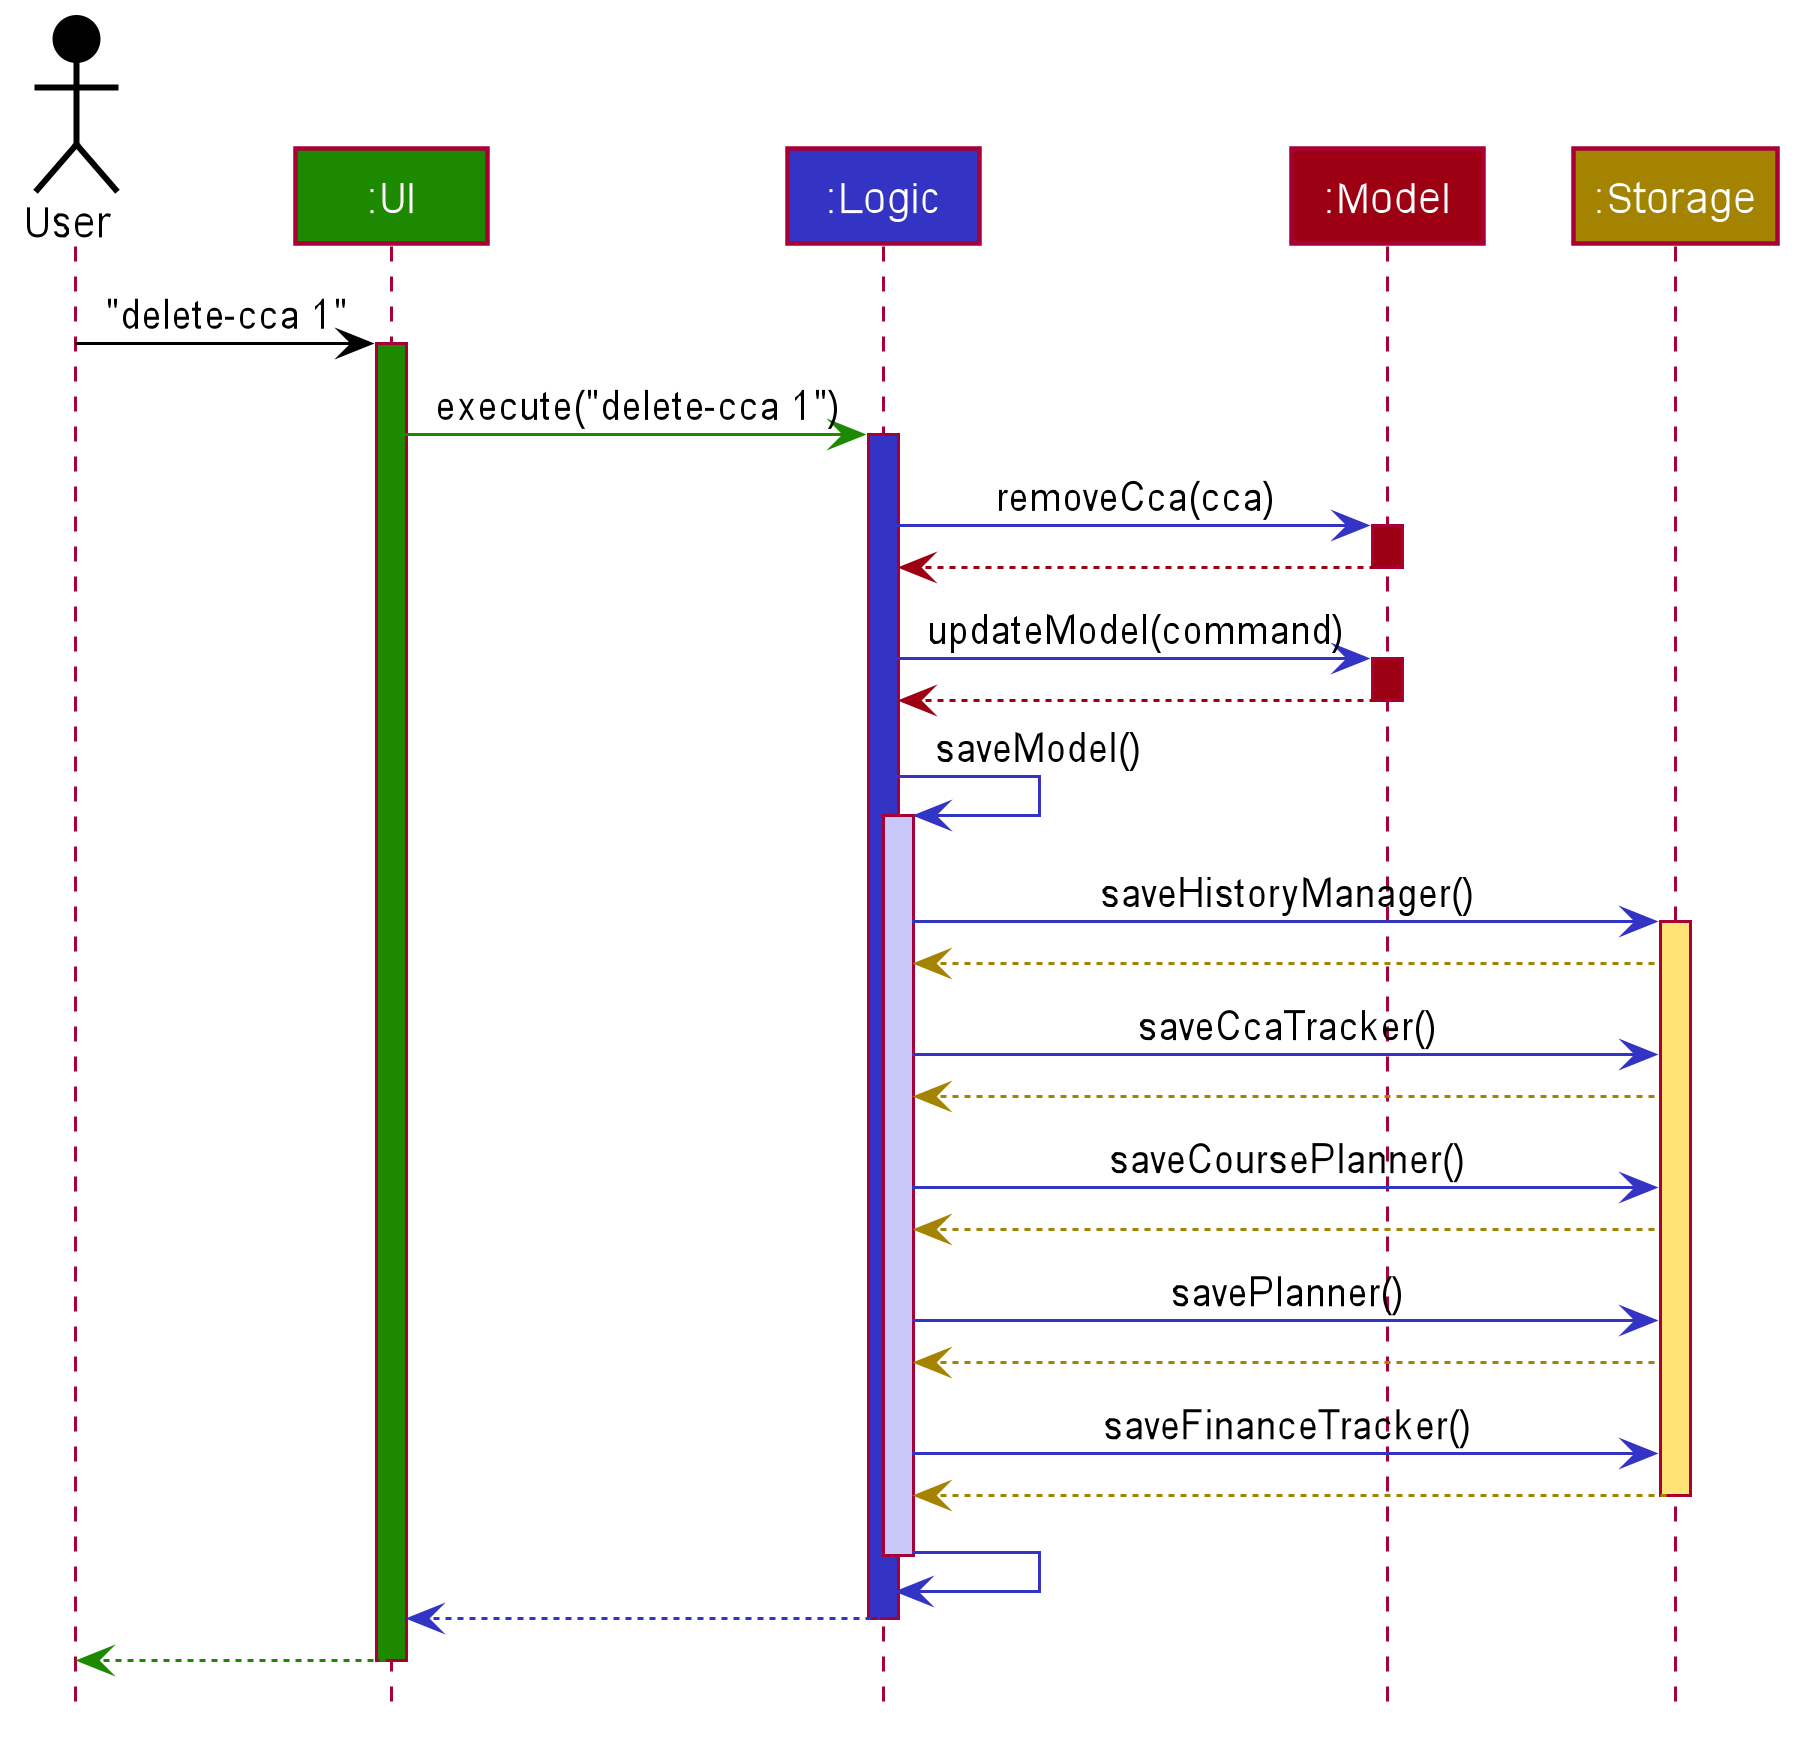 User
:UI
:Logic
:Model
:Storage
"delete-cca 1"
execute("delete-cca 1")
removeCca(cca)
updateModel(command)
saveModel()
saveHistoryManager()
saveCcaTracker()
saveCoursePlanner()
savePlanner()
saveFinanceTracker()